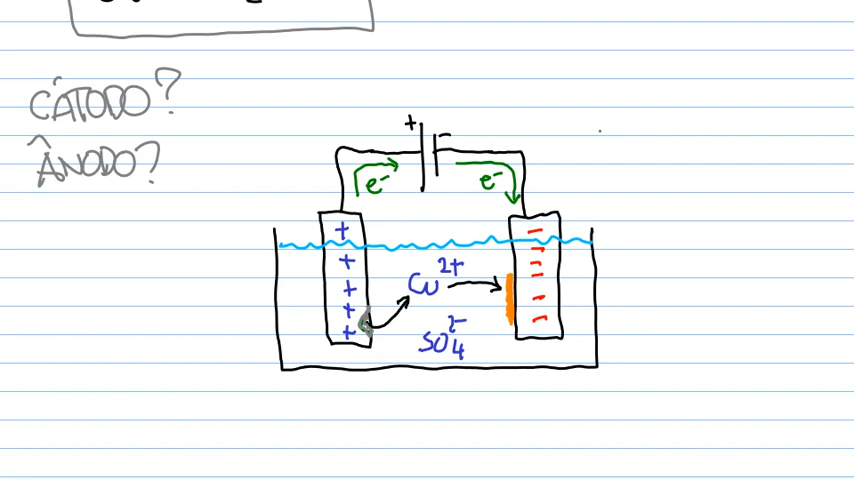 CÁTODO?
ÂNODO?
+ −
e⁻ e⁻
+ −
+ −
+ −
+ −
+ −
Cu²⁺
SO₄²⁻